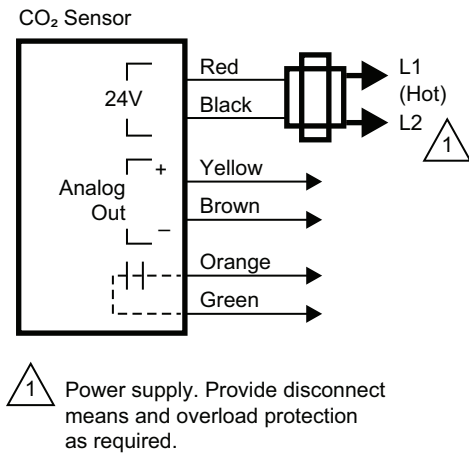 CO₂ Sensor
24V
Red
Black
L1
(Hot)
L2
1
Analog
Out
+
–
Yellow
Brown
Orange
Green
1
Power supply. Provide disconnect
means and overload protection
as required.